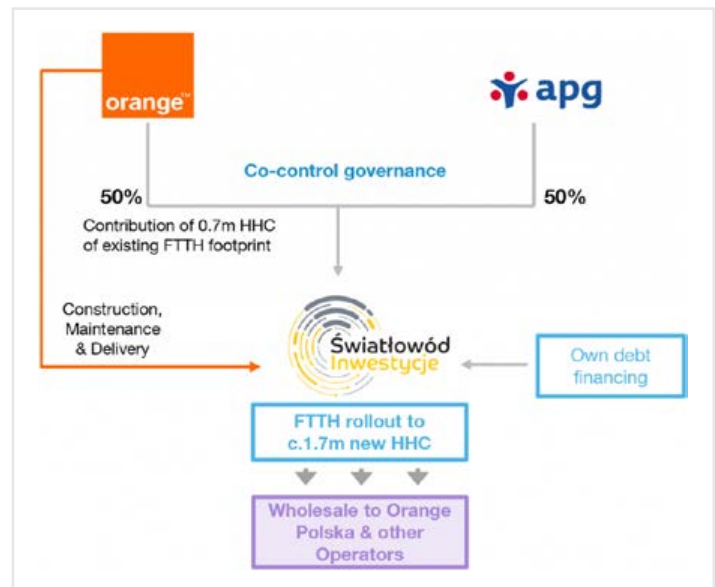 orange™
apg
Co-control governance
50%
50%
Contribution of 0.7m HHC
of existing FTTH footprint
Construction,
Maintenance
& Delivery
Światłowód
Inwestycje
Own debt
financing
FTTH rollout to
c.1.7m new HHC
Wholesale to Orange
Polska & other
Operators